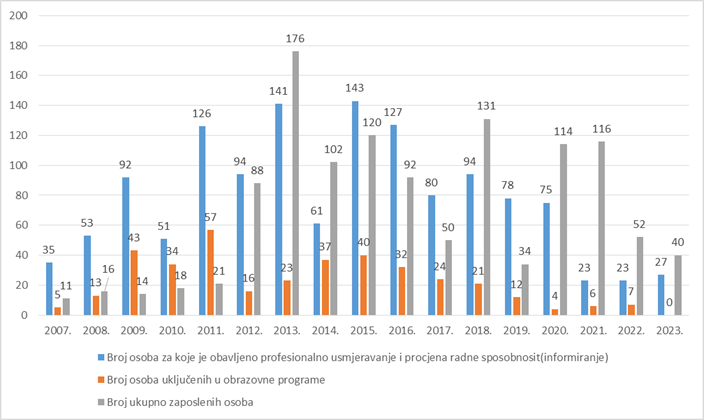 200
180
160
140
120
100
80
60
40
20
0
35 53 92 51 126 94 141 61 143 127 80 94 78 75 23 23 27
5 13 43 34 57 16 23 37 40 32 24 21 12 4 6 7 0
11 16 14 18 21 88 176 102 120 92 50 131 34 114 116 52 40
2007. 2008. 2009. 2010. 2011. 2012. 2013. 2014. 2015. 2016. 2017. 2018. 2019. 2020. 2021. 2022. 2023.
Broj osoba za koje je obavljeno profesionalno usmjeravanje i procjena radne sposobnosit(informiranje)
Broj osoba uključenih u obrazovne programe
Broj ukupno zaposlenih osoba